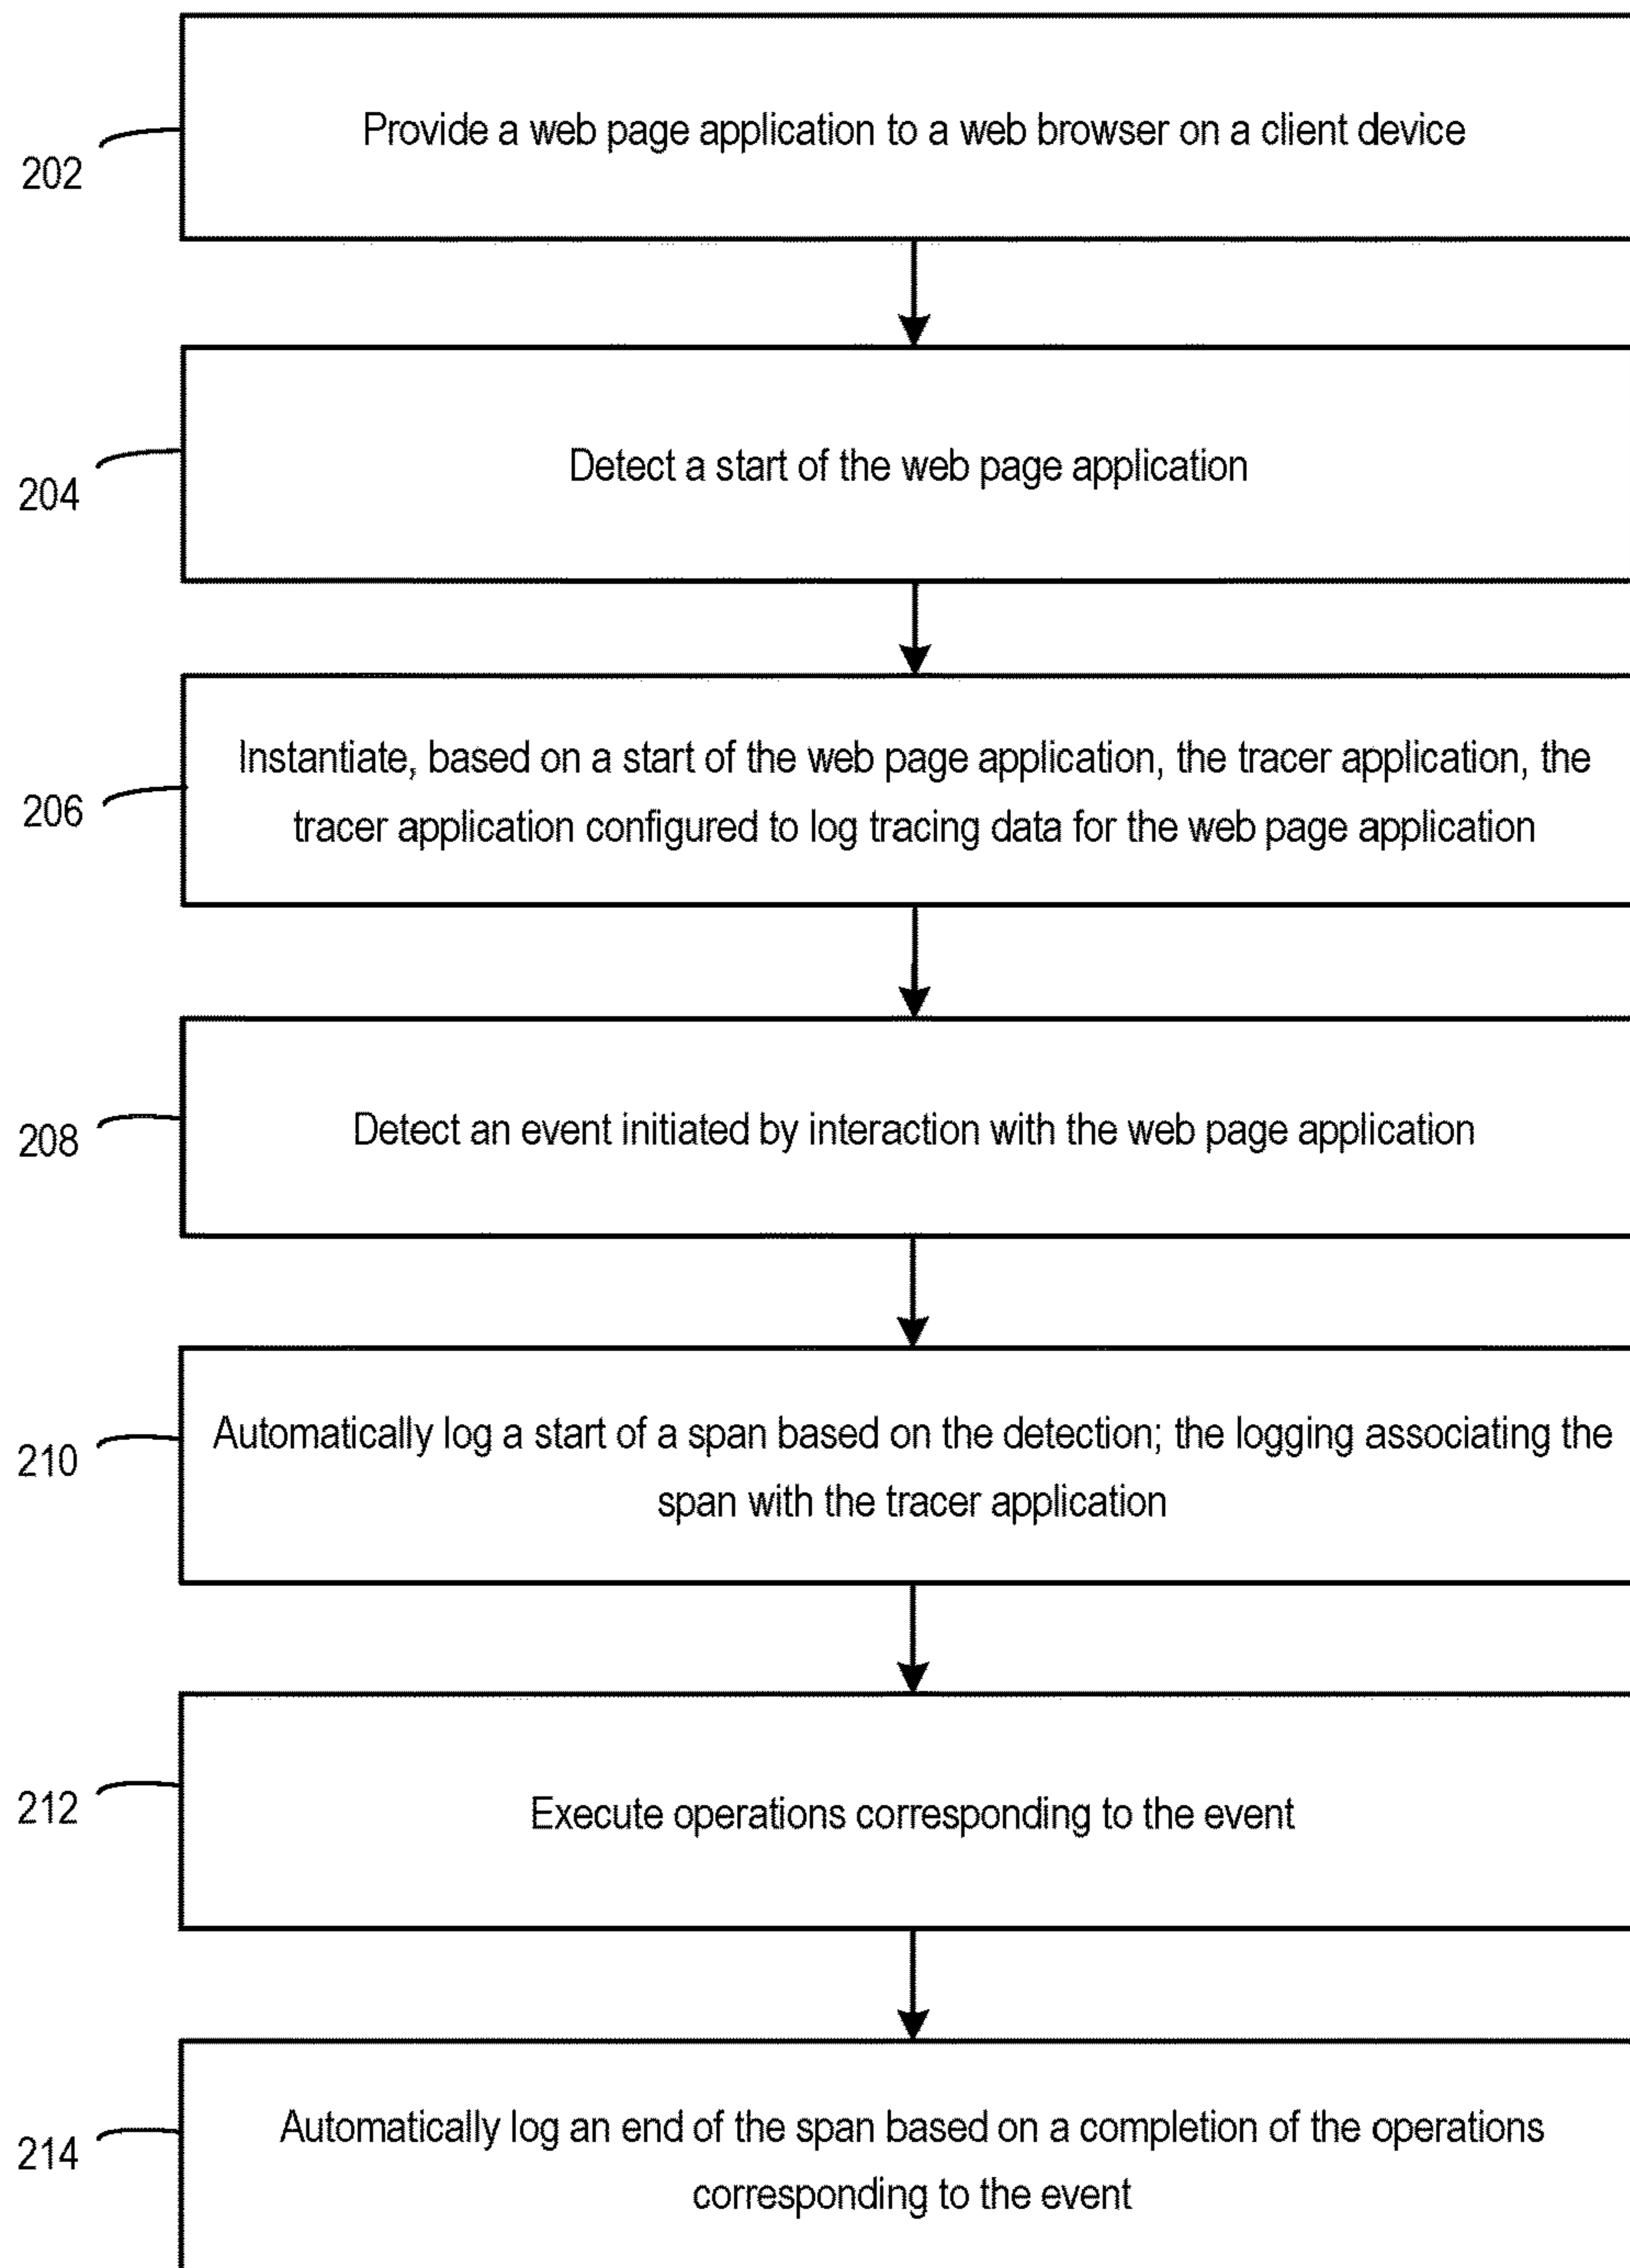 Provide a web page application to a web browser on a client device
202
Detect a start of the web page application
204
Instantiate, based on a start of the web page application, the tracer application, the
tracer application configured to log tracing data for the web page application
206
Detect an event initiated by interaction with the web page application
208
Automatically log a start of a span based on the detection; the logging associating the
span with the tracer application
210
Execute operations corresponding to the event
212
Automatically log an end of the span based on a completion of the operations
corresponding to the event
214